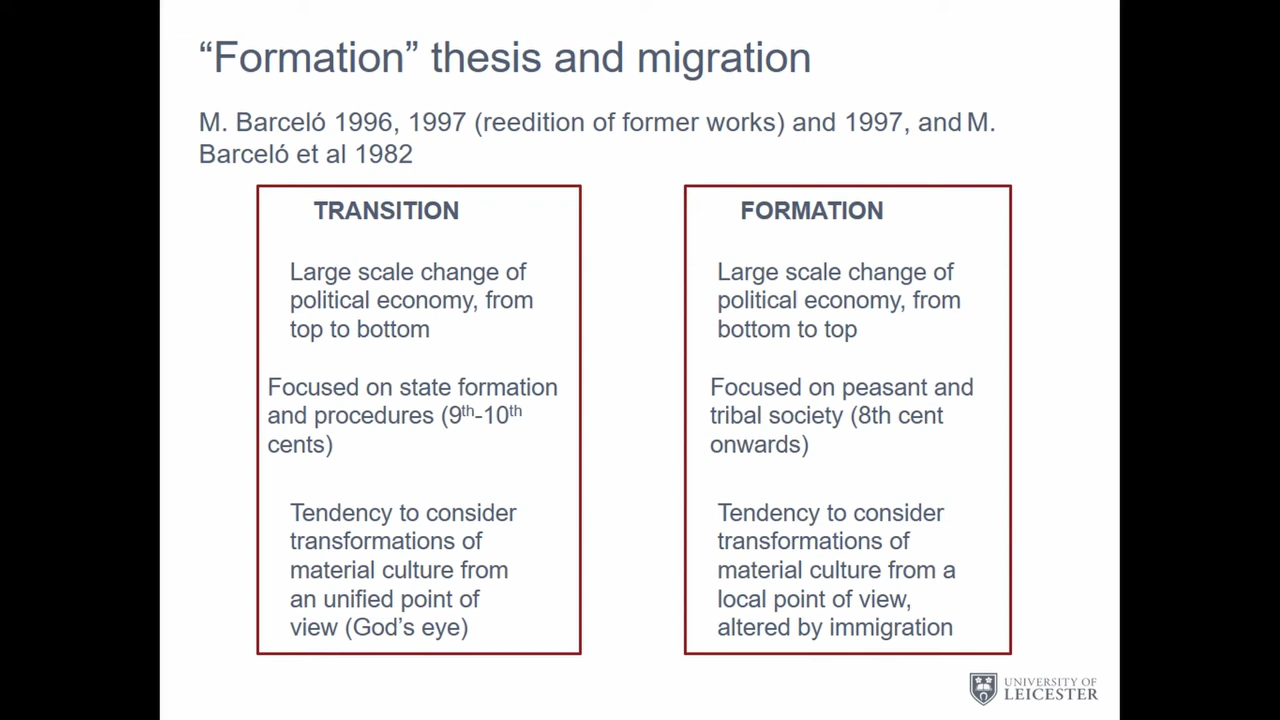 “Formation” thesis and migration
M. Barceló 1996, 1997 (reedition of former works) and 1997, and M.
Barceló et al 1982
TRANSITION
Large scale change of
political economy, from
top to bottom
Focused on state formation
and procedures (9th-10th
cents)
Tendency to consider
transformations of
material culture from
an unified point of
view (God’s eye)
FORMATION
Large scale change of
political economy, from
bottom to top
Focused on peasant and
tribal society (8th cent
onwards)
Tendency to consider
transformations of
material culture from a
local point of view,
altered by immigration
UNIVERSITY OF
LEICESTER